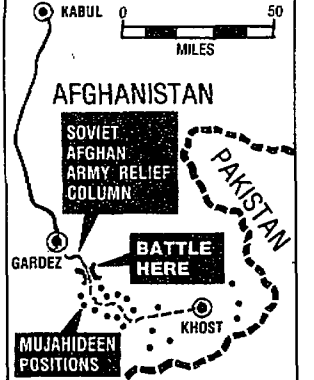 KABUL
0 50
MILES
AFGHANISTAN
SOVIET
AFGHAN
ARMY RELIEF
COLUMN
PAKISTAN
GARDEZ
BATTLE
HERE
KHOST
MUJAHIDEEN
POSITIONS